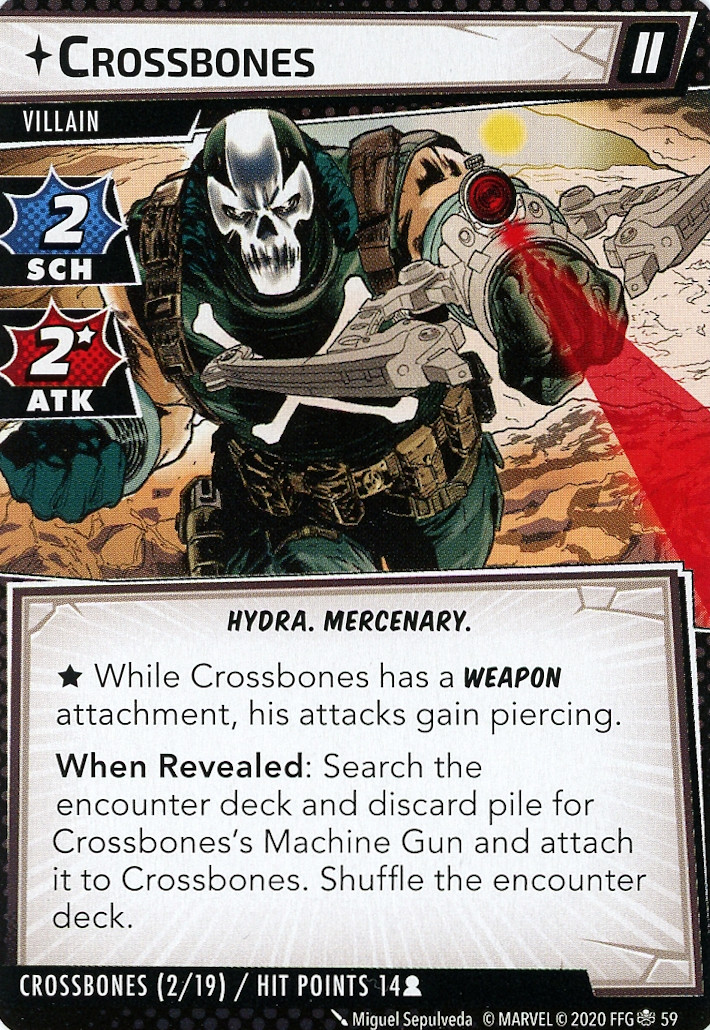 CROSSBONES
II
VILLAIN
2
SCH
2★
ATK
HYDRA. MERCENARY.
★ While Crossbones has a WEAPON
attachment, his attacks gain piercing.
When Revealed: Search the
encounter deck and discard pile for
Crossbones's Machine Gun and attach
it to Crossbones. Shuffle the encounter
deck.
CROSSBONES (2/19) / HIT POINTS 14
Miguel Sepulveda © MARVEL © 2020 FFG 59